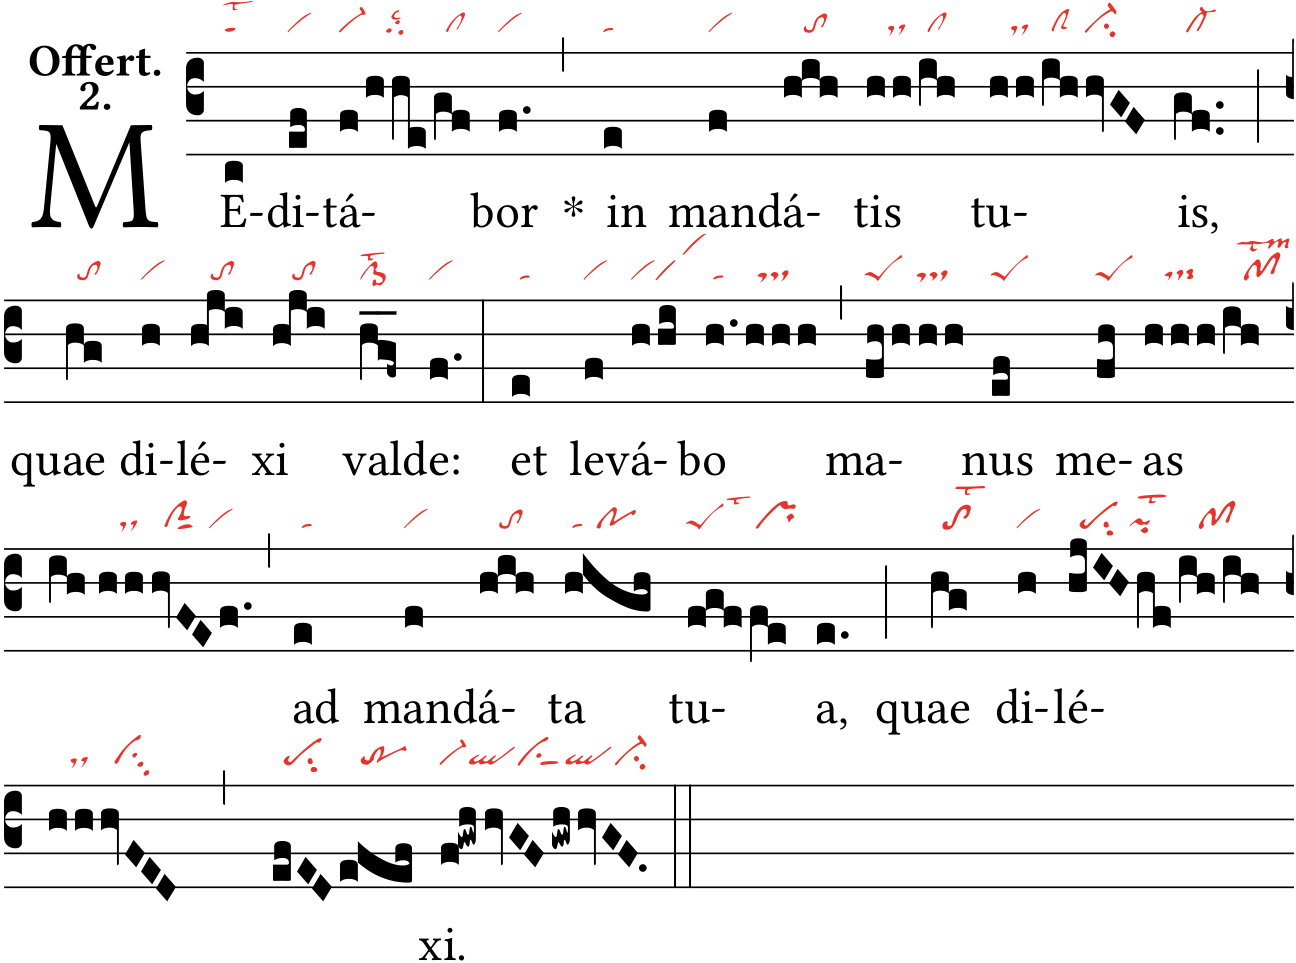 Offert.
2.
ME-di-tá-bor * in mandá-tis tu-is,
quae di-lé-xi valde: et levá-bo ma-nus me-as
ad mandá-ta tu-a, quae di-lé-
xi.